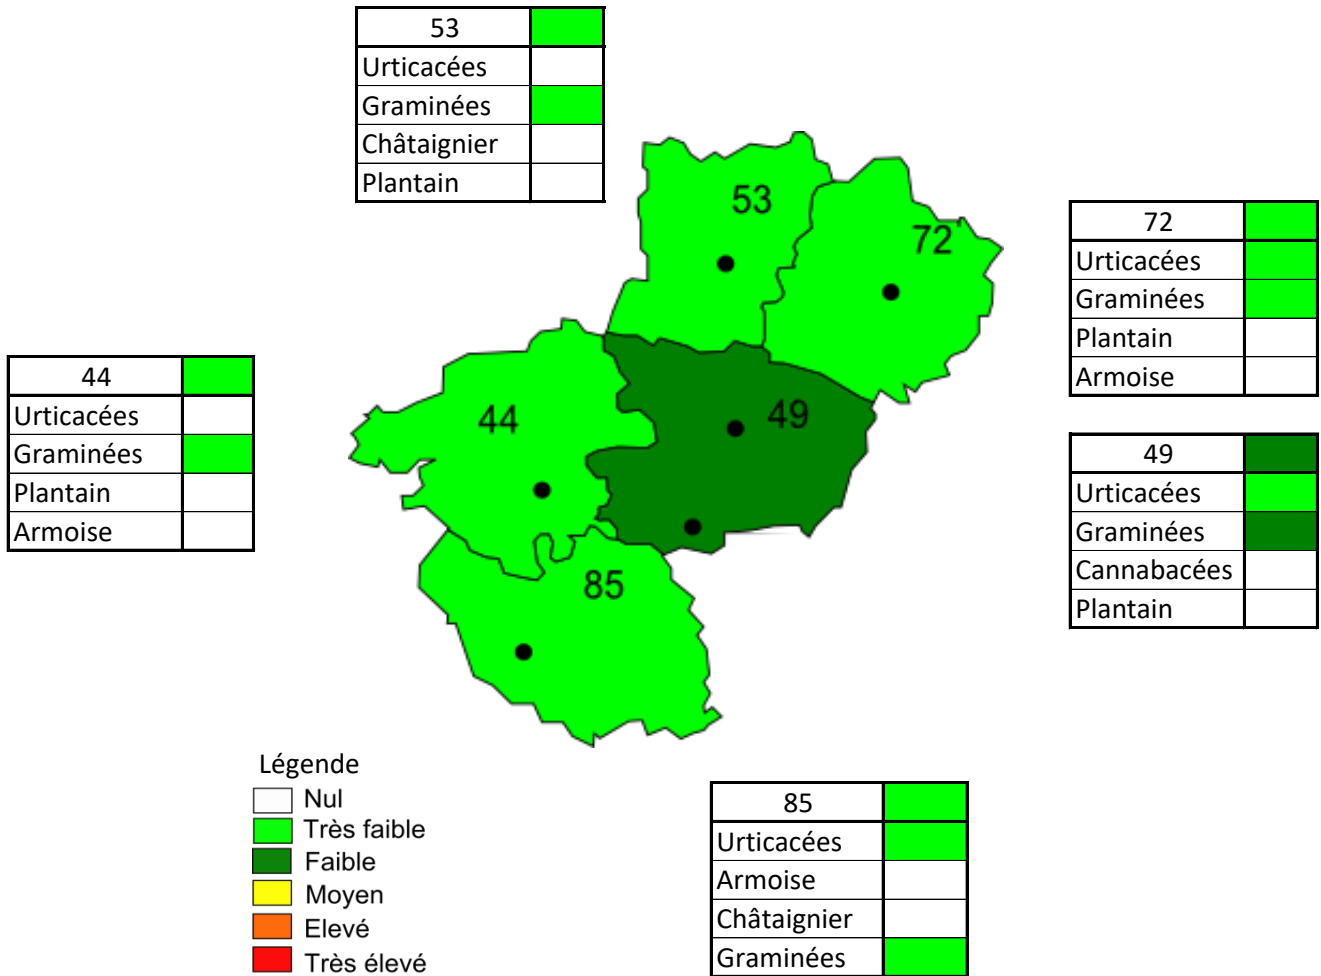 53
Urticacées
Graminées
Châtaignier
Plantain
53
72
72
Urticacées
Graminées
Plantain
Armoise
44
Urticacées
Graminées
Plantain
Armoise
44
49
49
Urticacées
Graminées
Cannabacées
Plantain
85
Légende
Nul
Très faible
Faible
Moyen
Elevé
Très élevé
85
Urticacées
Armoise
Châtaignier
Graminées